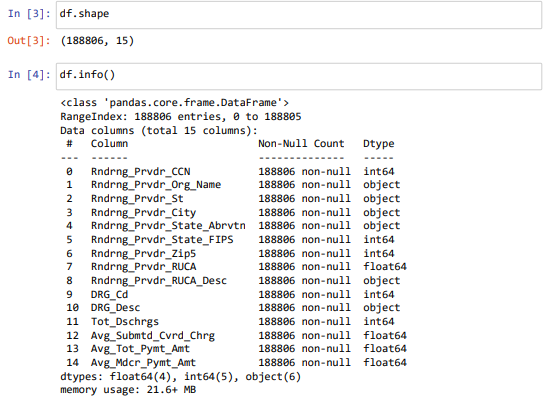 In [3]: df.shape
Out[3]: (188806, 15)
In [4]: df.info()
<class 'pandas.core.frame.DataFrame'>
RangeIndex: 188806 entries, 0 to 188805
Data columns (total 15 columns):
 #   Column                     Non-Null Count   Dtype
---  ------                     --------------   -----
 0   Rndrng_Prvdr_CCN           188806 non-null  int64
 1   Rndrng_Prvdr_Org_Name      188806 non-null  object
 2   Rndrng_Prvdr_St            188806 non-null  object
 3   Rndrng_Prvdr_City          188806 non-null  object
 4   Rndrng_Prvdr_State_Abrvtn  188806 non-null  object
 5   Rndrng_Prvdr_State_FIPS    188806 non-null  int64
 6   Rndrng_Prvdr_Zip5          188806 non-null  int64
 7   Rndrng_Prvdr_RUCA          188806 non-null  float64
 8   Rndrng_Prvdr_RUCA_Desc     188806 non-null  object
 9   DRG_Cd                     188806 non-null  int64
 10  DRG_Desc                   188806 non-null  object
 11  Tot_Dschrgs                188806 non-null  int64
 12  Avg_Submtd_Cvrd_Chrg       188806 non-null  float64
 13  Avg_Tot_Pymt_Amt           188806 non-null  float64
 14  Avg_Mdcr_Pymt_Amt          188806 non-null  float64
dtypes: float64(4), int64(5), object(6)
memory usage: 21.6+ MB